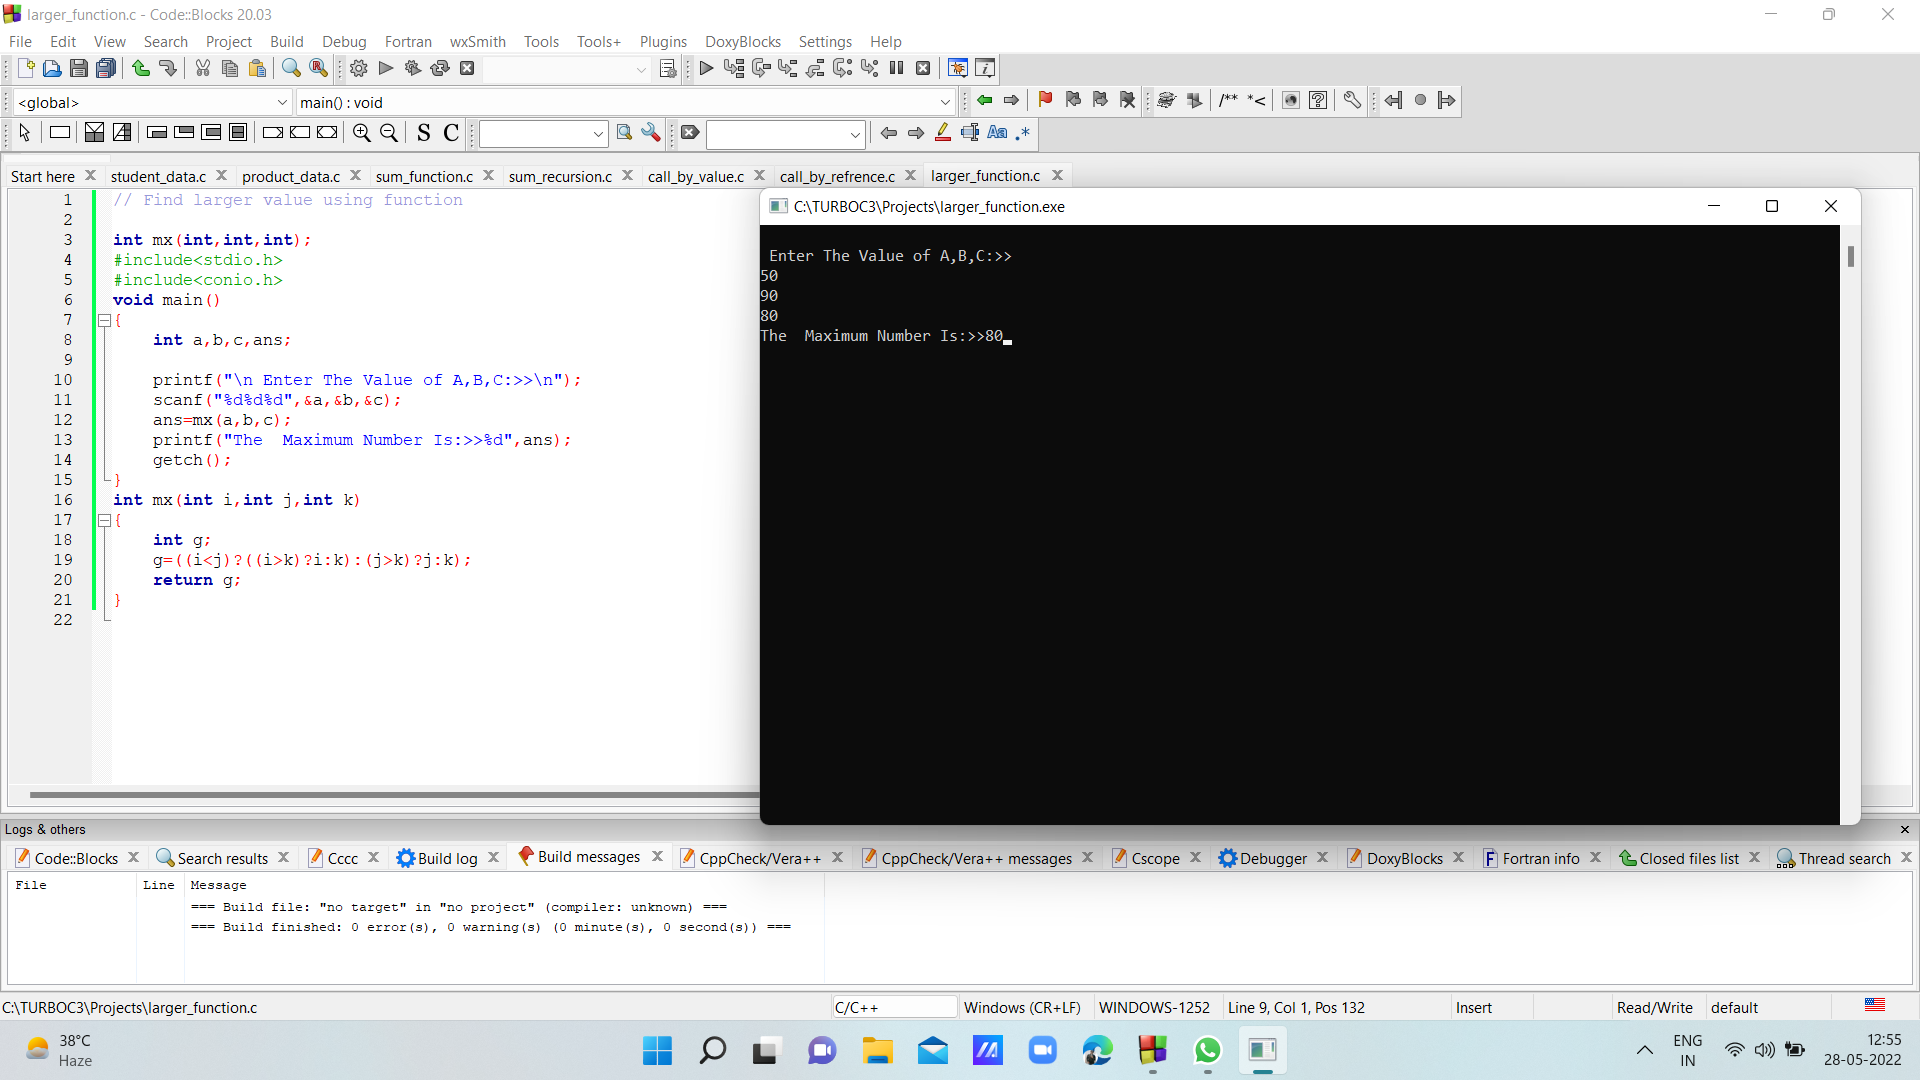 larger_function.c - Code::Blocks 20.03
File Edit View Search Project Build Debug Fortran wxSmith Tools Tools+ Plugins DoxyBlocks Settings Help
<global> main() : void
/** *<
S C Aa .*
Start here student_data.c product_data.c sum_function.c sum_recursion.c call_by_value.c call_by_refrence.c larger_function.c
1 // Find larger value using function
2
3 int mx(int,int,int);
4 #include<stdio.h>
5 #include<conio.h>
6 void main()
7 {
8 int a,b,c,ans;
9
10 printf("\n Enter The Value of A,B,C:>>\n");
11 scanf("%d%d%d",&a,&b,&c);
12 ans=mx(a,b,c);
13 printf("The  Maximum Number Is:>>%d",ans);
14 getch();
15 }
16 int mx(int i,int j,int k)
17 {
18 int g;
19 g=((i<j)?((i>k)?i:k):(j>k)?j:k);
20 return g;
21 }
22
C:\TURBOC3\Projects\larger_function.exe
Enter The Value of A,B,C:>>
50
90
80
The  Maximum Number Is:>>80
Logs & others
Code::Blocks Search results Cccc Build log Build messages CppCheck/Vera++ CppCheck/Vera++ messages Cscope Debugger DoxyBlocks Fortran info Closed files list Thread search
File Line Message
=== Build file: "no target" in "no project" (compiler: unknown) ===
=== Build finished: 0 error(s), 0 warning(s) (0 minute(s), 0 second(s)) ===
C:\TURBOC3\Projects\larger_function.c C/C++ Windows (CR+LF) WINDOWS-1252 Line 9, Col 1, Pos 132 Insert Read/Write default
38°C
Haze
ENG
IN
12:55
28-05-2022